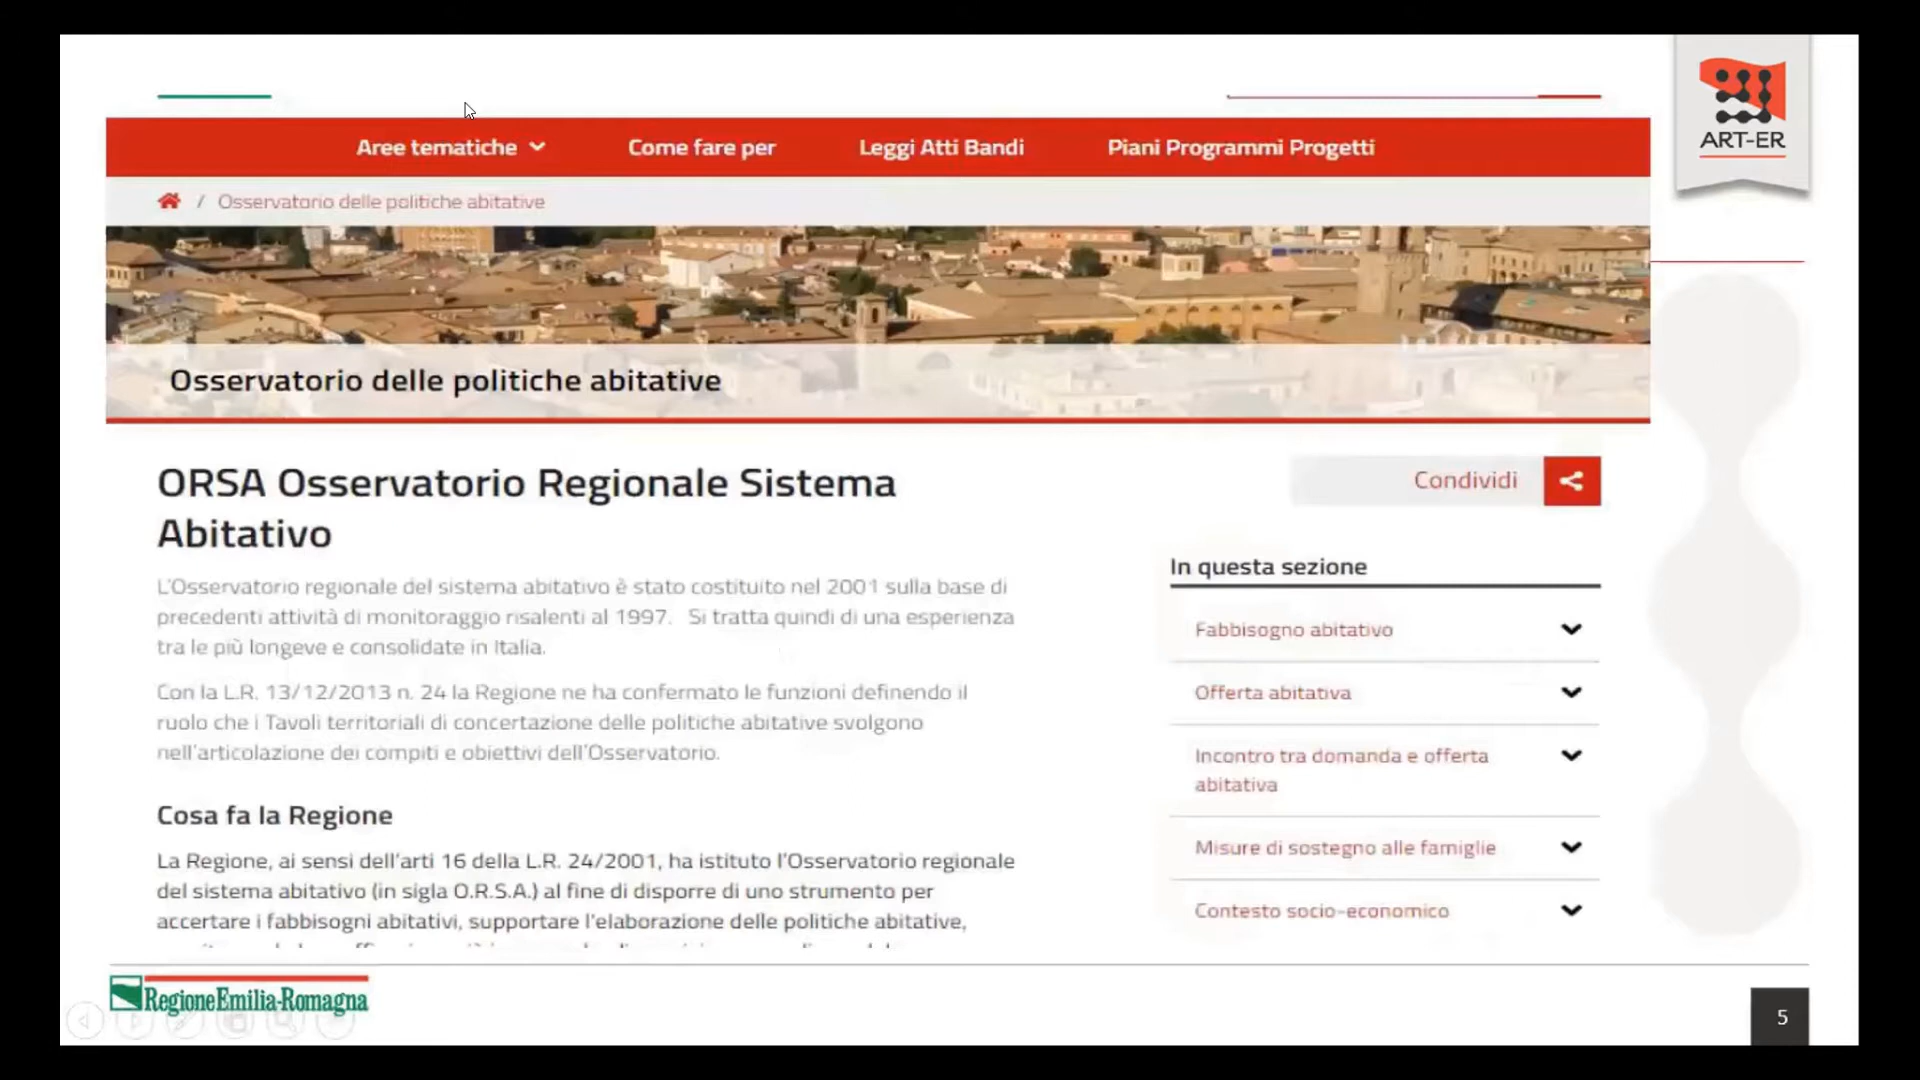 ART-ER
Aree tematiche
Come fare per
Leggi Atti Bandi
Piani Programmi Progetti
/ Osservatorio delle politiche abitative
Osservatorio delle politiche abitative
ORSA Osservatorio Regionale Sistema
Abitativo
L'Osservatorio regionale del sistema abitativo è stato costituito nel 2001 sulla base di
precedenti attività di monitoraggio risalenti al 1997. Si tratta quindi di una esperienza
tra le più longeve e consolidate in Italia.
Con la L.R. 13/12/2013 n. 24 la Regione ne ha confermato le funzioni definendo il
ruolo che i Tavoli territoriali di concertazione delle politiche abitative svolgono
nell'articolazione dei compiti e obiettivi dell'Osservatorio.
Cosa fa la Regione
La Regione, ai sensi dell'arti 16 della L.R. 24/2001, ha istituto l'Osservatorio regionale
del sistema abitativo (in sigla O.R.S.A.) al fine di disporre di uno strumento per
accertare i fabbisogni abitativi, supportare l'elaborazione delle politiche abitative,
Condividi
In questa sezione
Fabbisogno abitativo
Offerta abitativa
Incontro tra domanda e offerta
abitativa
Misure di sostegno alle famiglie
Contesto socio-economico
RegioneEmilia-Romagna
5